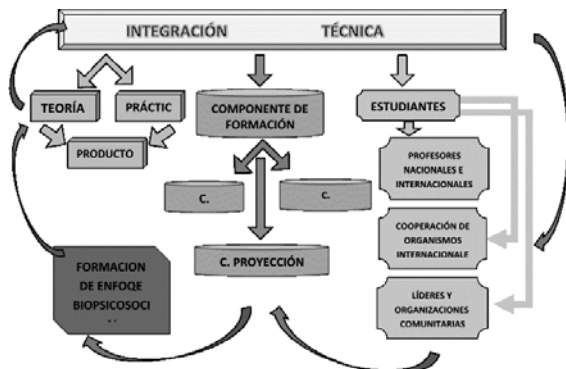 INTEGRACIÓN TÉCNICA
TEORÍA
PRÁCTIC
PRODUCTO
COMPONENTE DE
FORMACIÓN
C.
C.
C. PROYECCIÓN
ESTUDIANTES
PROFESORES
NACIONALES E
INTERNACIONALES
COOPERACIÓN DE
ORGANISMOS
INTERNACIONALE
LÍDERES Y
ORGANIZACIONES
COMUNITARIAS
FORMACION
DE ENFOQE
BIOPSICOSOCI